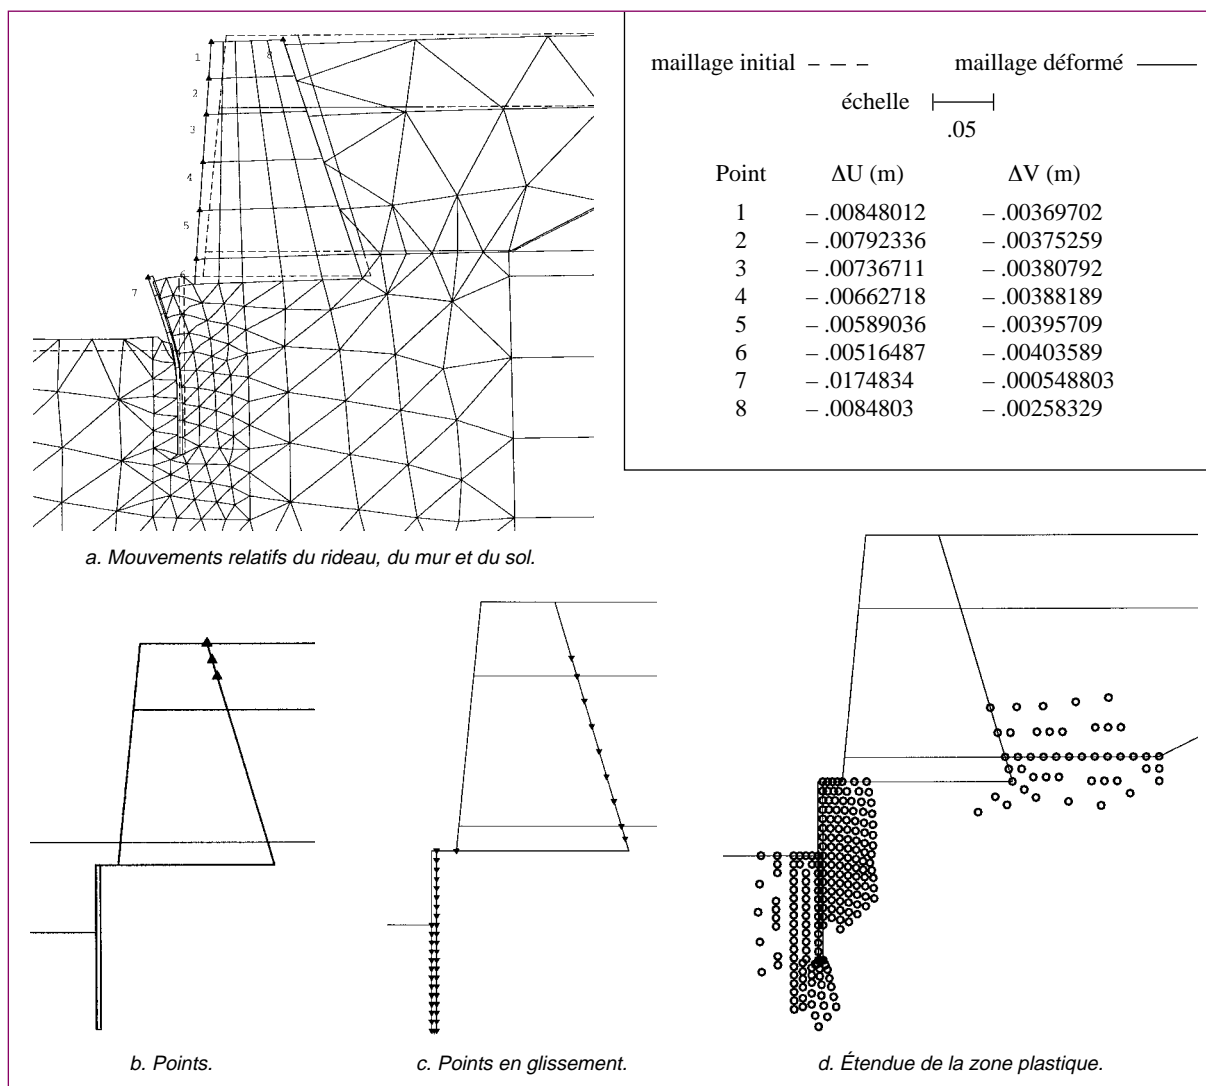 1
2
3
4
5
6
7
8
maillage initial – – – maillage déformé ——
échelle
.05
Point ΔU (m) ΔV (m)
1 – .00848012 – .00369702
2 – .00792336 – .00375259
3 – .00736711 – .00380792
4 – .00662718 – .00388189
5 – .00589036 – .00395709
6 – .00516487 – .00403589
7 – .0174834 – .000548803
8 – .0084803 – .00258329
a. Mouvements relatifs du rideau, du mur et du sol.
b. Points.
c. Points en glissement.
d. Étendue de la zone plastique.